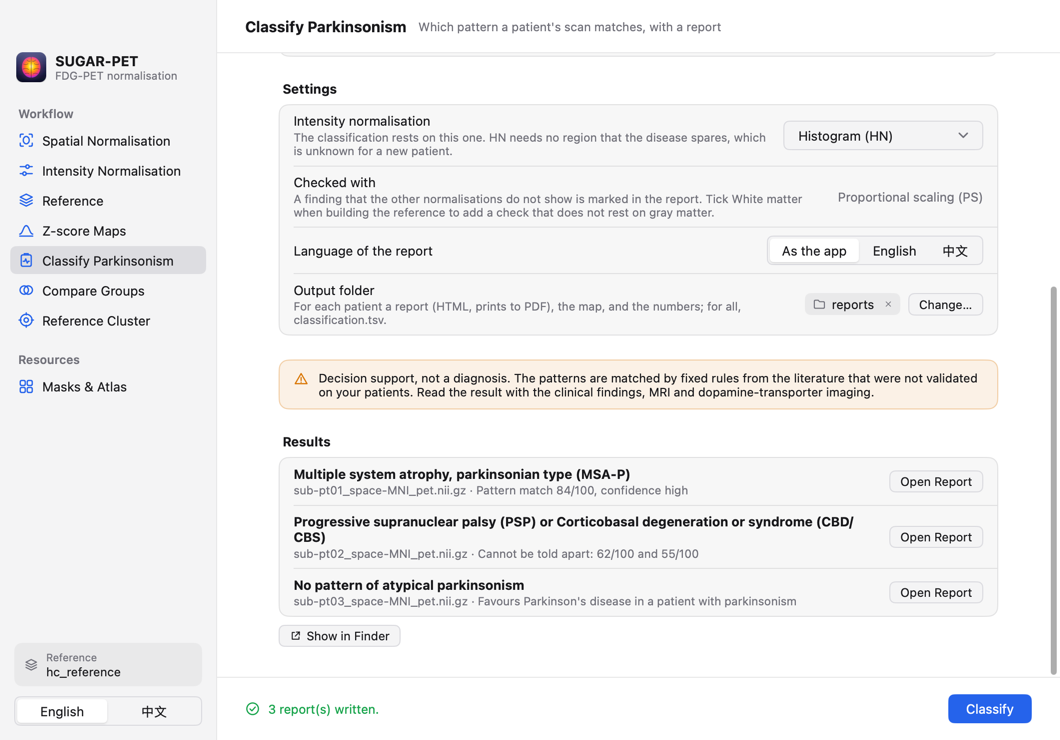 SUGAR-PET
FDG-PET normalisation
Workflow
Spatial Normalisation
Intensity Normalisation
Reference
Z-score Maps
Classify Parkinsonism
Compare Groups
Reference Cluster
Resources
Masks & Atlas
Reference
hc_reference
English
中文
Classify Parkinsonism
Which pattern a patient's scan matches, with a report
Settings
Intensity normalisation
The classification rests on this one. HN needs no region that the disease spares, which
is unknown for a new patient.
Histogram (HN)
Checked with
A finding that the other normalisations do not show is marked in the report. Tick White matter
when building the reference to add a check that does not rest on gray matter.
Proportional scaling (PS)
Language of the report
As the app
English
中文
Output folder
For each patient a report (HTML, prints to PDF), the map, and the numbers; for all,
classification.tsv.
reports ×
Change...
Decision support, not a diagnosis. The patterns are matched by fixed rules from the literature that were not validated
on your patients. Read the result with the clinical findings, MRI and dopamine-transporter imaging.
Results
Multiple system atrophy, parkinsonian type (MSA-P)
sub-pt01_space-MNI_pet.nii.gz · Pattern match 84/100, confidence high
Open Report
Progressive supranuclear palsy (PSP) or Corticobasal degeneration or syndrome (CBD/
CBS)
sub-pt02_space-MNI_pet.nii.gz · Cannot be told apart: 62/100 and 55/100
Open Report
No pattern of atypical parkinsonism
sub-pt03_space-MNI_pet.nii.gz · Favours Parkinson's disease in a patient with parkinsonism
Open Report
Show in Finder
3 report(s) written.
Classify